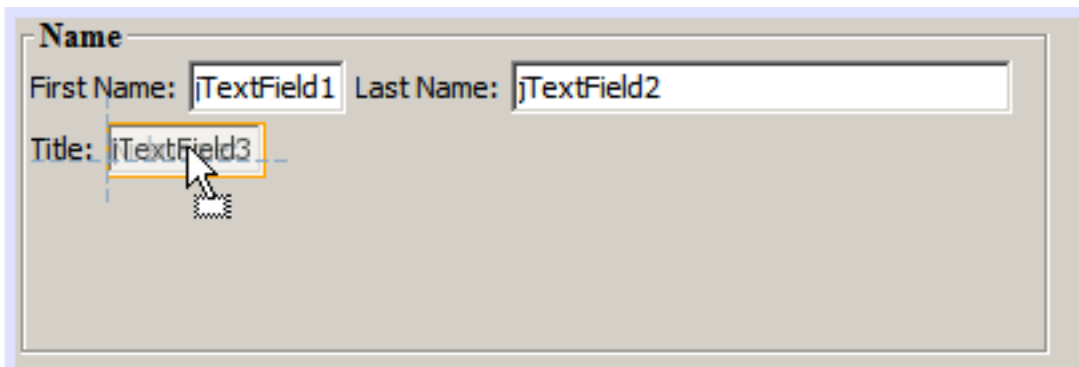 Name
First Name: jTextField1 Last Name: jTextField2
Title: jTextField3